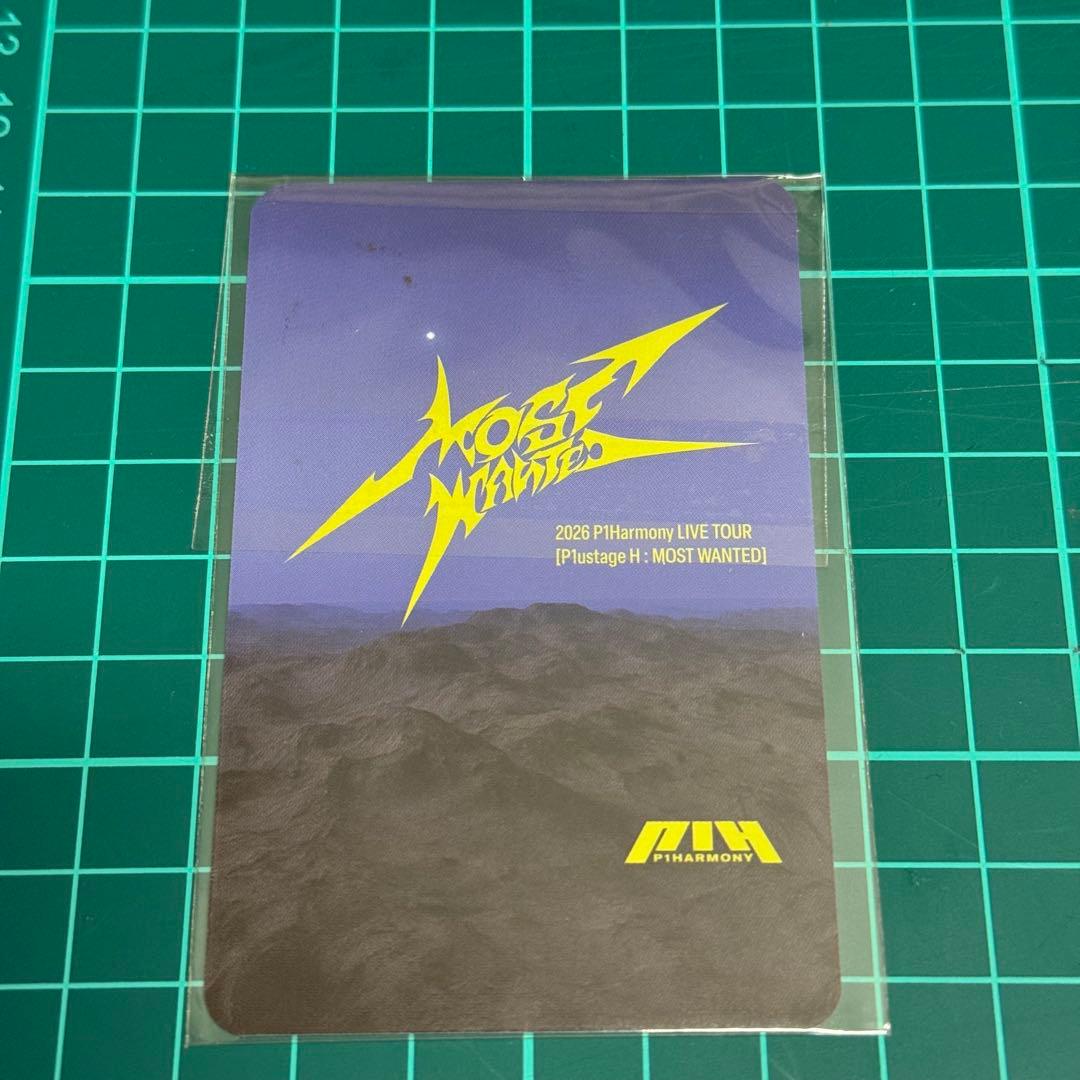 MOST
WANTED
2026 P1Harmony LIVE TOUR
[P1ustage H : MOST WANTED]
P1H
P1HARMONY